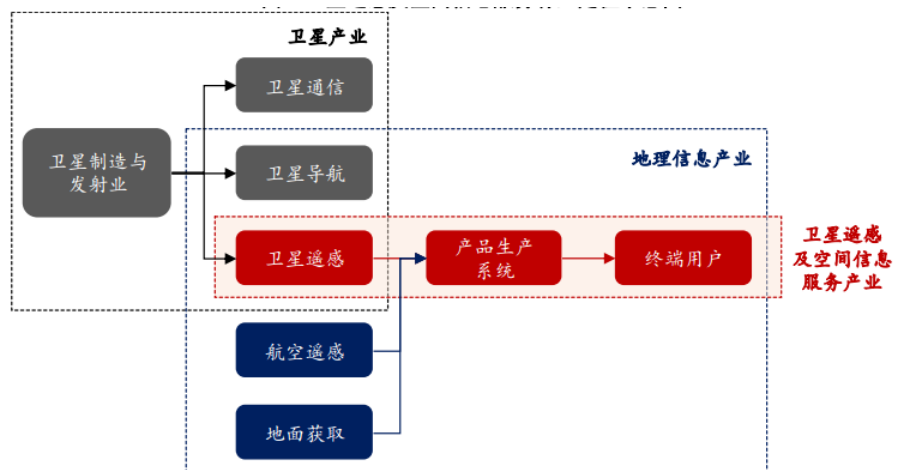 卫星产业
卫星通信
卫星制造与
发射业
地理信息产业
卫星导航
卫星遥感
产品生产
系统
终端用户
卫星遥感
及空间信息
服务产业
航空遥感
地面获取